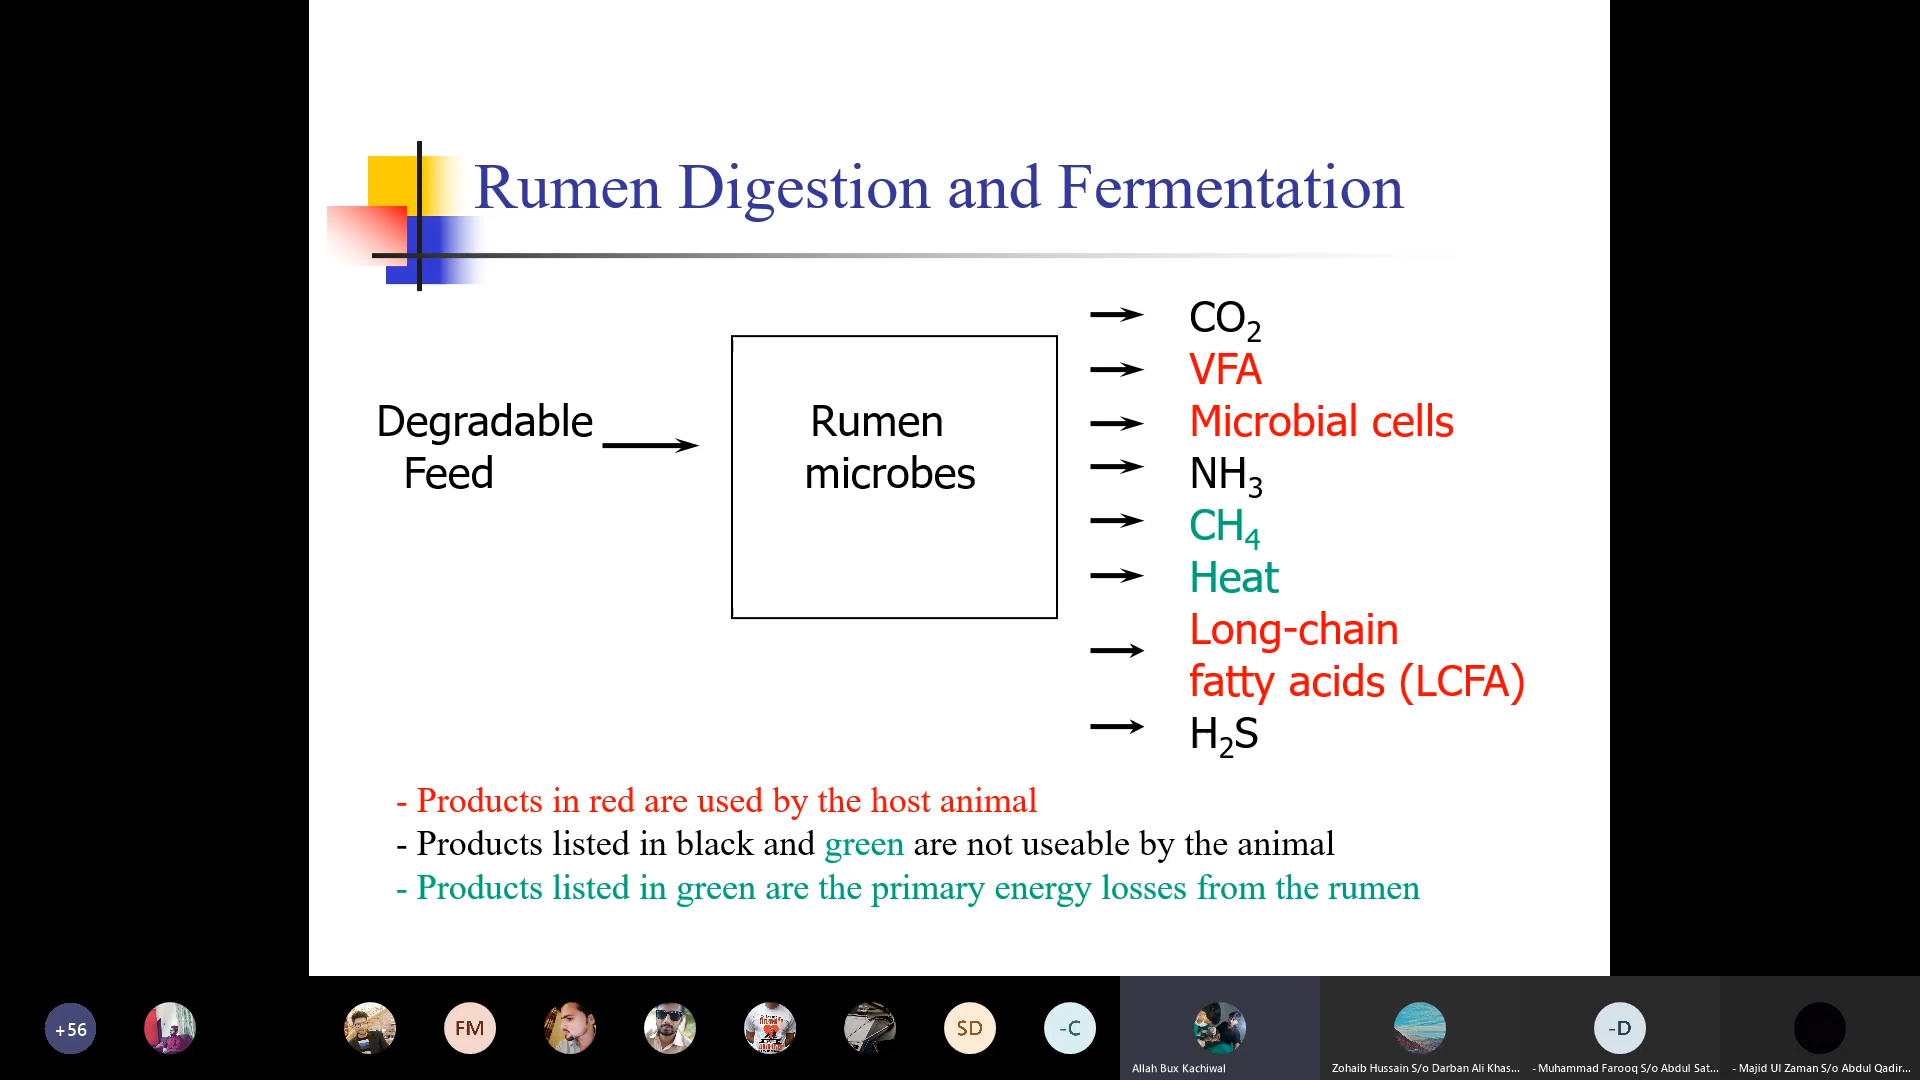 Rumen Digestion and Fermentation
Degradable
Feed
Rumen
microbes
CO₂
VFA
Microbial cells
NH₃
CH₄
Heat
Long-chain
fatty acids (LCFA)
H₂S
- Products in red are used by the host animal
- Products listed in black and green are not useable by the animal
- Products listed in green are the primary energy losses from the rumen
+56
FM
SD
-C
-D
Allah Bux Kachiwal
Zohaib Hussain S/o Darban Ali Khas...
- Muhammad Farooq S/o Abdul Sat...
- Majid Ul Zaman S/o Abdul Qadir...